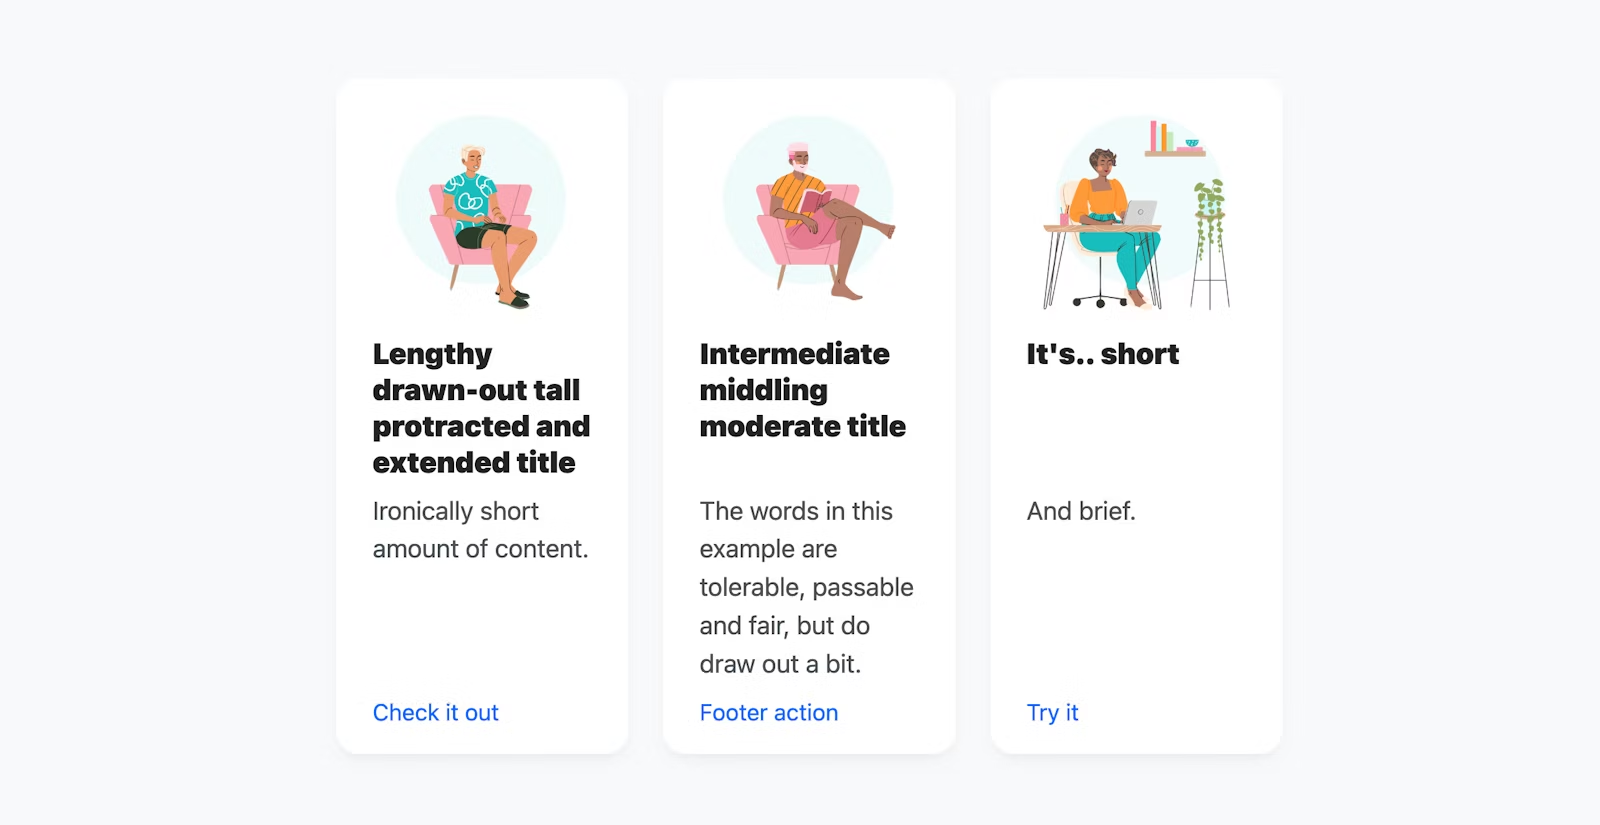 Lengthy
drawn-out tall
protracted and
extended title
Ironically short
amount of content.
Check it out
Intermediate
middling
moderate title
The words in this
example are
tolerable, passable
and fair, but do
draw out a bit.
Footer action
It's.. short
And brief.
Try it